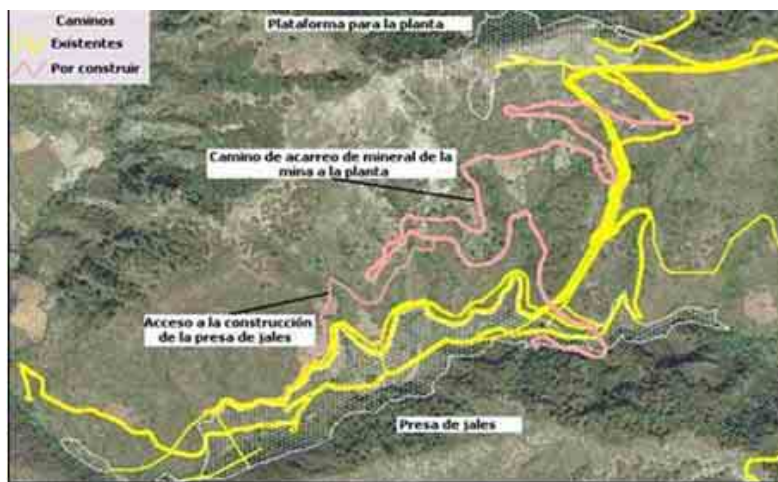 Caminos
Existentes
Por construir
Plataforma para la planta
Camino de acarreo de mineral de la
mina a la planta
Acceso a la construcción
de la presa de jales
Presa de jales